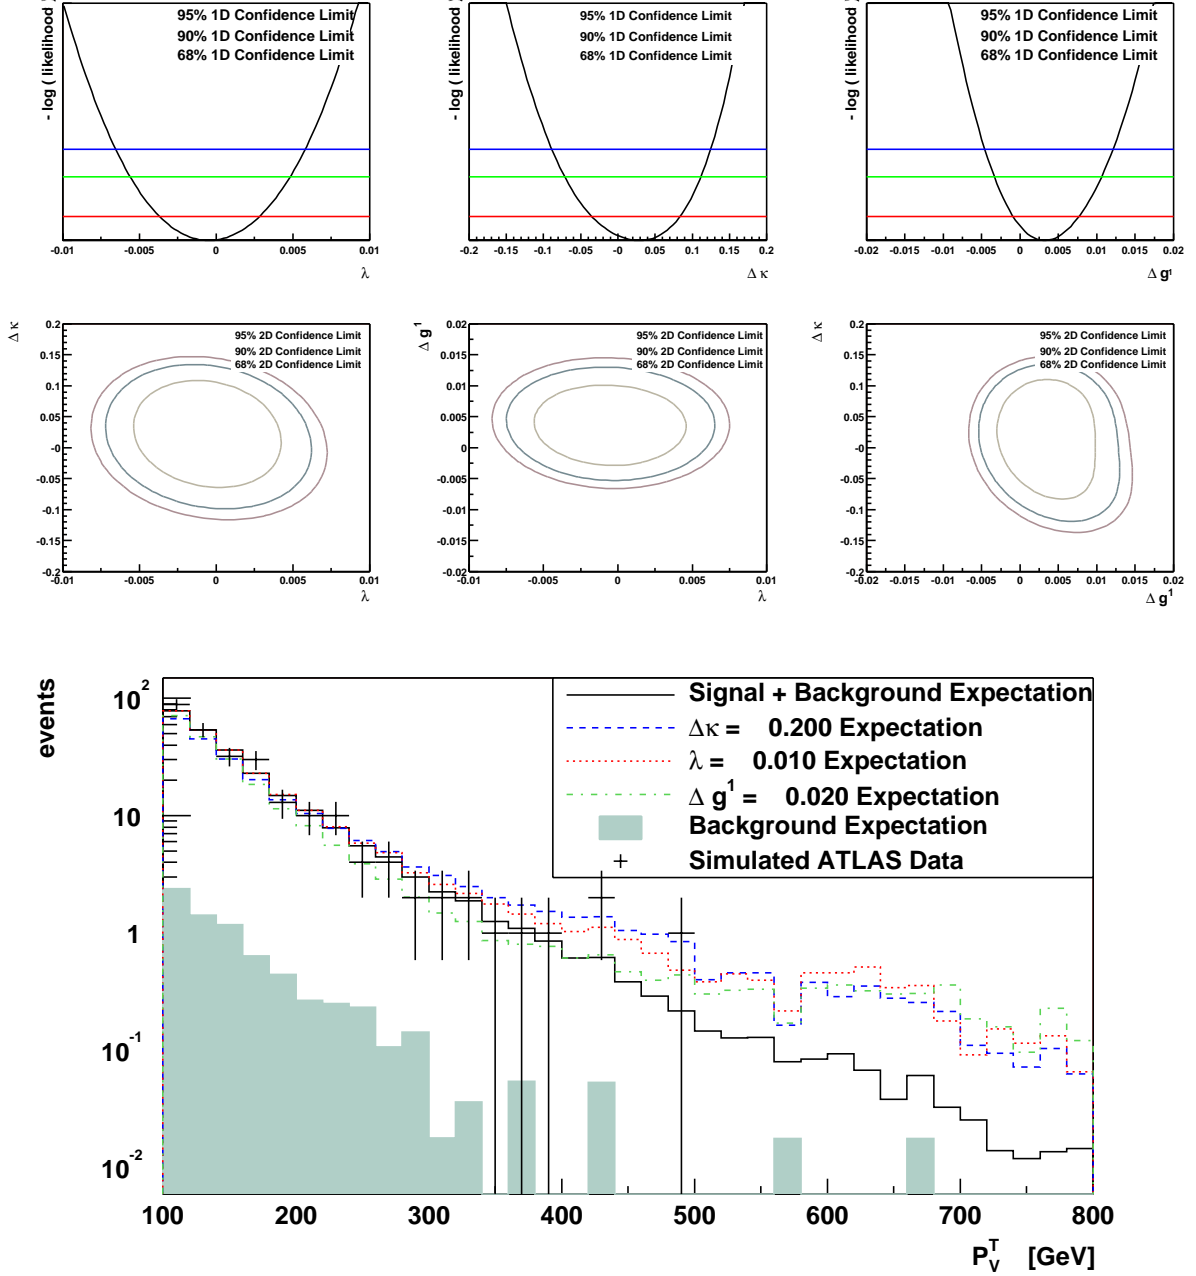 - log ( likelihood )
95% 1D Confidence Limit
90% 1D Confidence Limit
68% 1D Confidence Limit
-0.01 -0.005 0 0.005 0.01
λ
- log ( likelihood )
95% 1D Confidence Limit
90% 1D Confidence Limit
68% 1D Confidence Limit
-0.2 -0.15 -0.1 -0.05 0 0.05 0.1 0.15 0.2
Δ κ
- log ( likelihood )
95% 1D Confidence Limit
90% 1D Confidence Limit
68% 1D Confidence Limit
-0.02 -0.015 -0.01 -0.005 0 0.005 0.01 0.015 0.02
Δ g¹
Δ κ
95% 2D Confidence Limit
90% 2D Confidence Limit
68% 2D Confidence Limit
0.2
0.15
0.1
0.05
-0
-0.05
-0.1
-0.15
-0.2
-0.01 -0.005 0 0.005 0.01
λ
Δ g¹
95% 2D Confidence Limit
90% 2D Confidence Limit
68% 2D Confidence Limit
0.02
0.015
0.01
0.005
0
-0.005
-0.01
-0.015
-0.02
-0.01 -0.005 0 0.005 0.01
λ
Δ κ
95% 2D Confidence Limit
90% 2D Confidence Limit
68% 2D Confidence Limit
0.2
0.15
0.1
0.05
-0
-0.05
-0.1
-0.15
-0.2
-0.02 -0.015 -0.01 -0.005 0 0.005 0.01 0.015 0.02
Δ g¹
events
10²
10
1
10⁻¹
10⁻²
Signal + Background Expectation
Δκ = 0.200 Expectation
λ = 0.010 Expectation
Δ g¹ = 0.020 Expectation
Background Expectation
Simulated ATLAS Data
100 200 300 400 500 600 700 800
P_V^T [GeV]